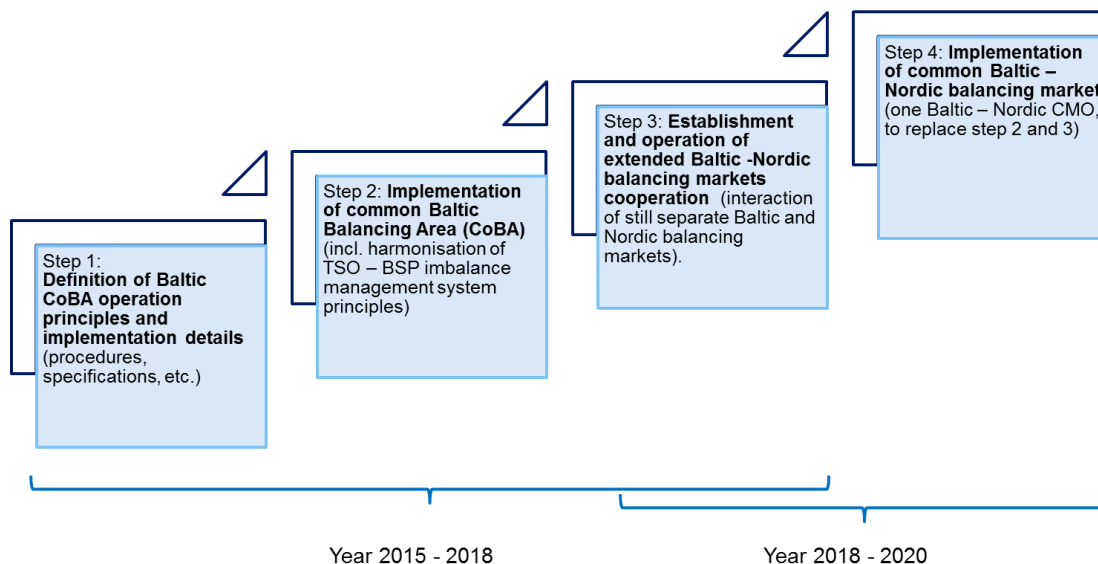 Step 1:
Definition of Baltic
CoBA operation
principles and
implementation details
(procedures,
specifications, etc.)
Step 2: Implementation
of common Baltic
Balancing Area (CoBA)
(incl. harmonisation of
TSO – BSP imbalance
management system
principles)
Step 3: Establishment
and operation of
extended Baltic -Nordic
balancing markets
cooperation (interaction
of still separate Baltic and
Nordic balancing
markets).
Step 4: Implementation
of common Baltic –
Nordic balancing market
(one Baltic – Nordic CMO,
to replace step 2 and 3)
Year 2015 - 2018
Year 2018 - 2020